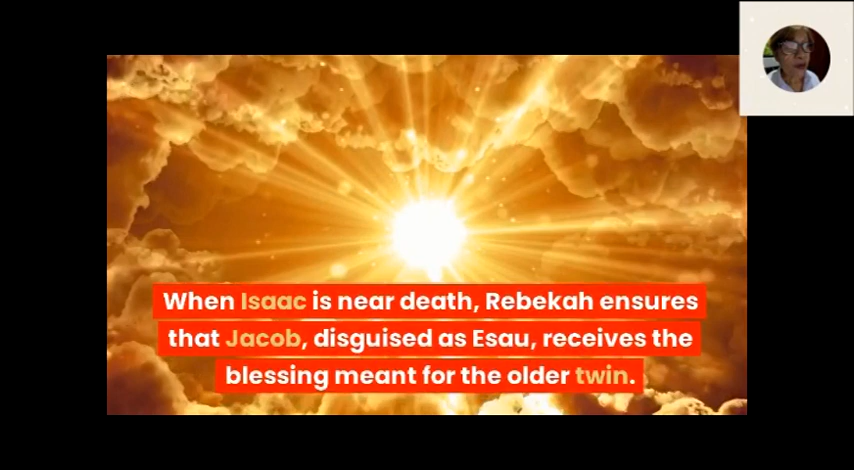 When Isaac is near death, Rebekah ensures
that Jacob, disguised as Esau, receives the
blessing meant for the older twin.